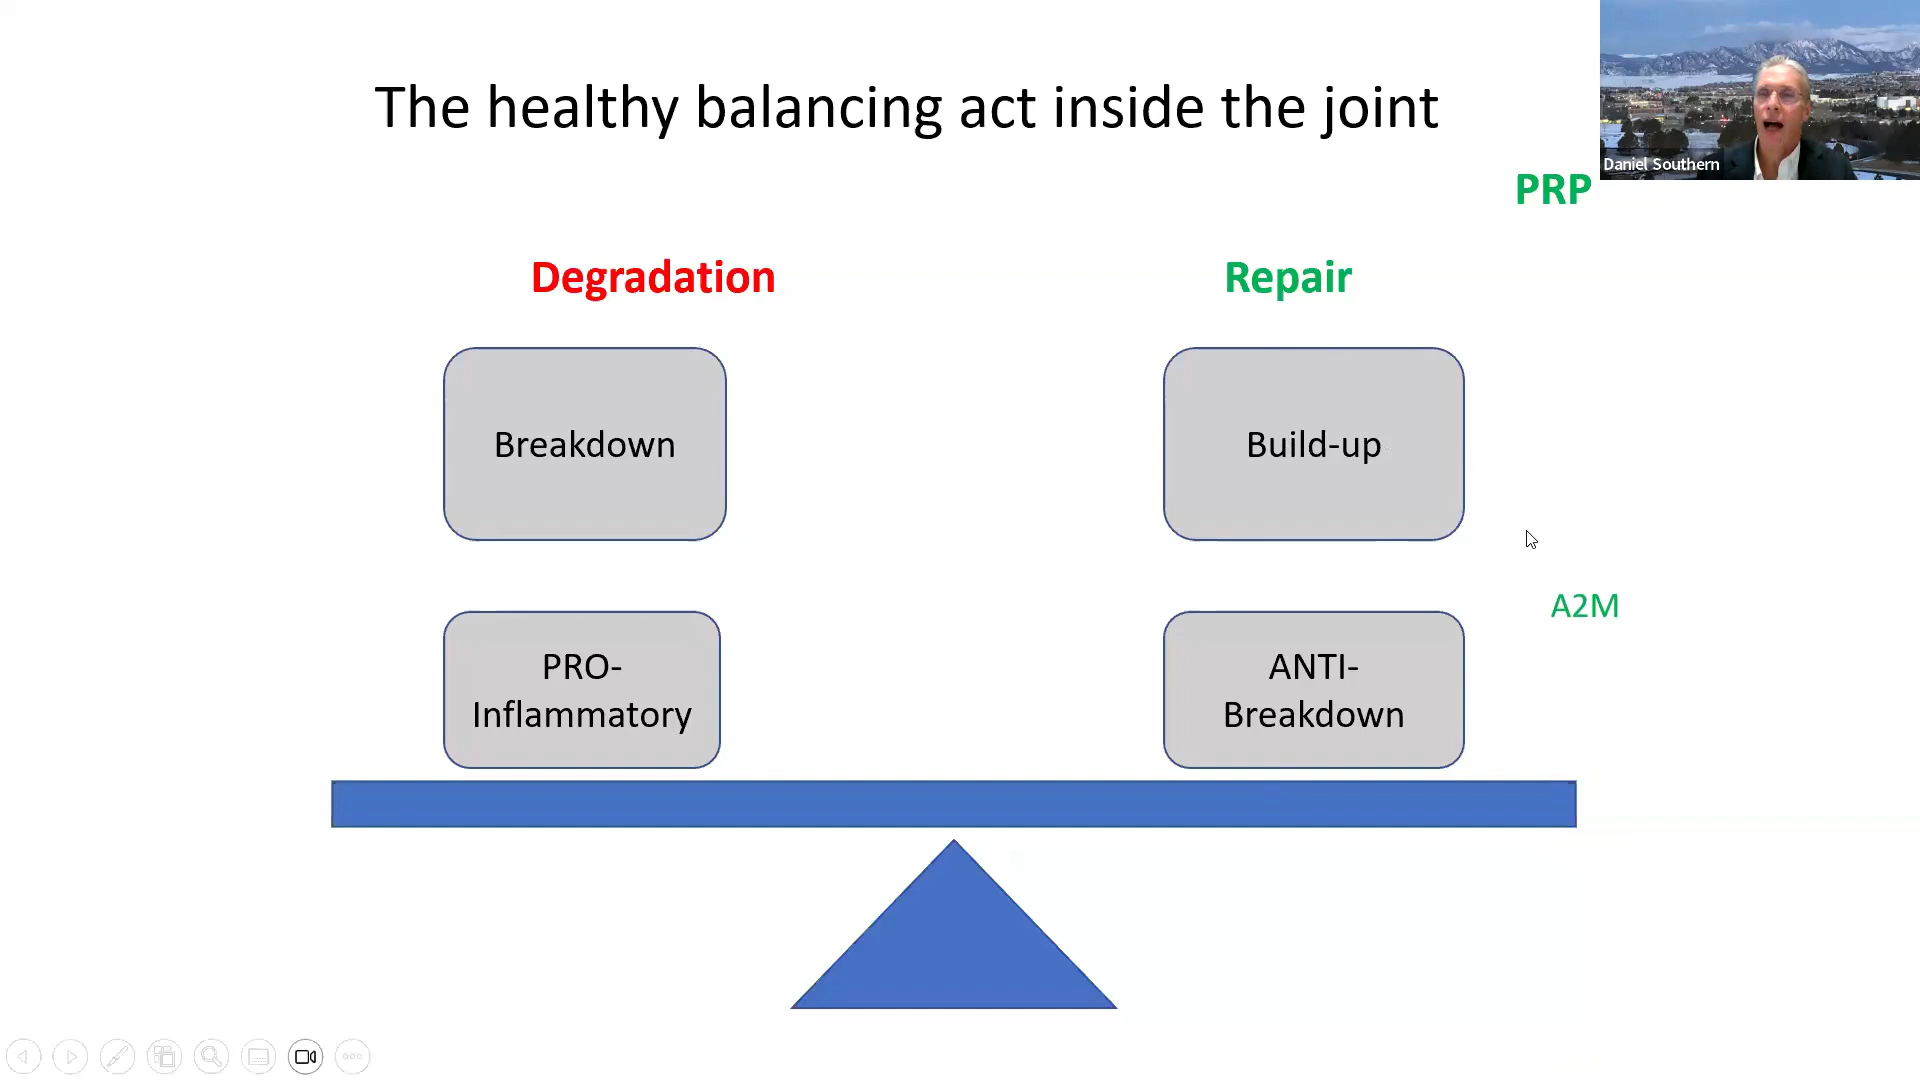 The healthy balancing act inside the joint
Daniel Southern
PRP
Degradation
Repair
Breakdown
Build-up
A2M
PRO-
Inflammatory
ANTI-
Breakdown